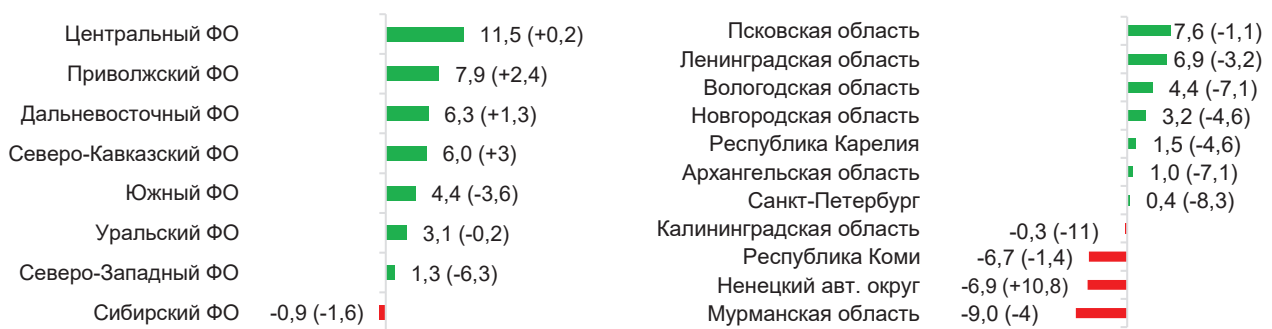 Центральный ФО 11,5 (+0,2)
Приволжский ФО 7,9 (+2,4)
Дальневосточный ФО 6,3 (+1,3)
Северо-Кавказский ФО 6,0 (+3)
Южный ФО 4,4 (-3,6)
Уральский ФО 3,1 (-0,2)
Северо-Западный ФО 1,3 (-6,3)
Сибирский ФО -0,9 (-1,6)
Псковская область 7,6 (-1,1)
Ленинградская область 6,9 (-3,2)
Вологодская область 4,4 (-7,1)
Новгородская область 3,2 (-4,6)
Республика Карелия 1,5 (-4,6)
Архангельская область 1,0 (-7,1)
Санкт-Петербург 0,4 (-8,3)
Калининградская область -0,3 (-11)
Республика Коми -6,7 (-1,4)
Ненецкий авт. округ -6,9 (+10,8)
Мурманская область -9,0 (-4)